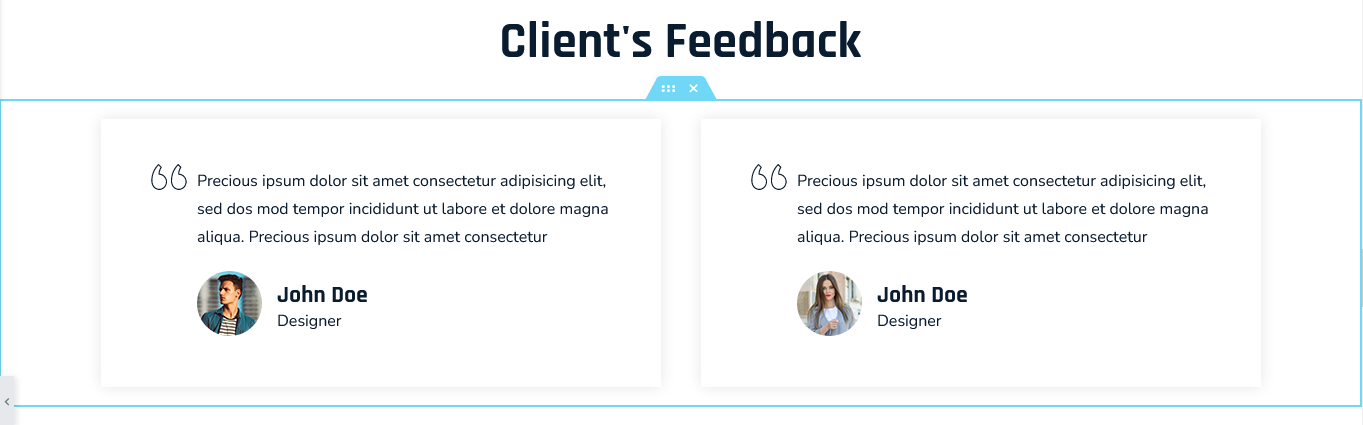 Client's Feedback
Precious ipsum dolor sit amet consectetur adipisicing elit,
sed dos mod tempor incididunt ut labore et dolore magna
aliqua. Precious ipsum dolor sit amet consectetur
John Doe
Designer
Precious ipsum dolor sit amet consectetur adipisicing elit,
sed dos mod tempor incididunt ut labore et dolore magna
aliqua. Precious ipsum dolor sit amet consectetur
John Doe
Designer